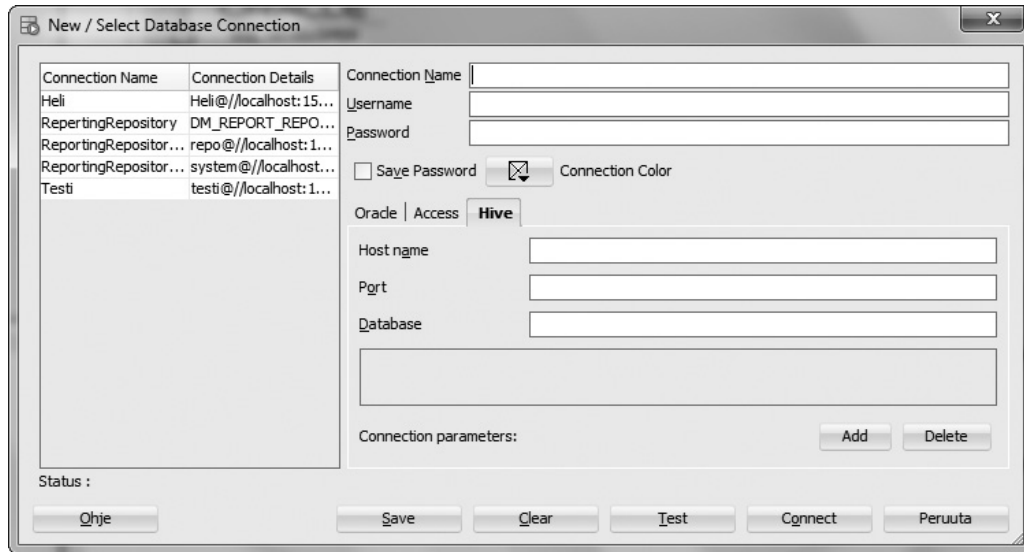 New / Select Database Connection
Connection Name Connection Details
Heli Heli@//localhost:15...
RepertingRepository DM_REPORT_REPO...
ReportingRepositor... repo@//localhost:1...
ReportingRepositor... system@//localhost...
Testi testi@//localhost:1...
Connection Name
Username
Password
Save Password Connection Color
Oracle Access Hive
Host name
Port
Database
Connection parameters: Add Delete
Status :
Ohje Save Clear Test Connect Peruuta